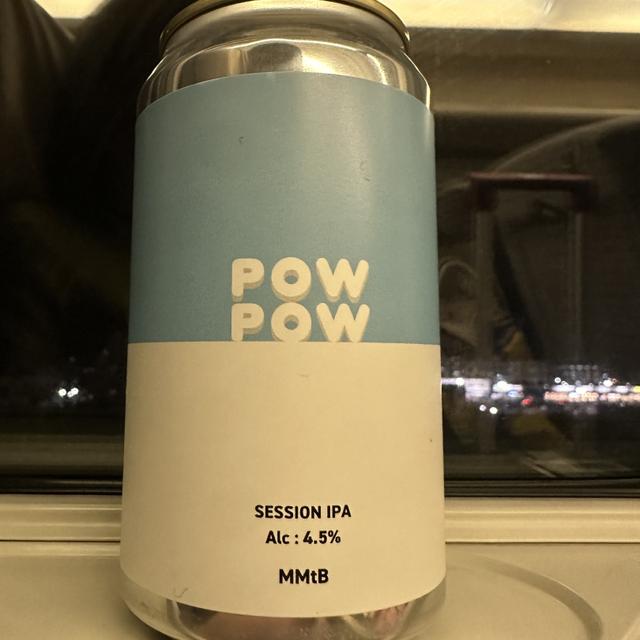 POW
POW
SESSION IPA
Alc : 4.5%
MMtB